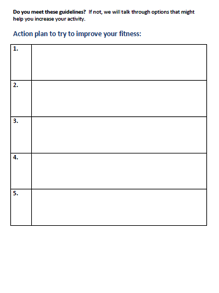 Do you meet these guidelines? If not, we will talk through options that might
help you increase your activity.
Action plan to try to improve your fitness:
1.
2.
3.
4.
5.